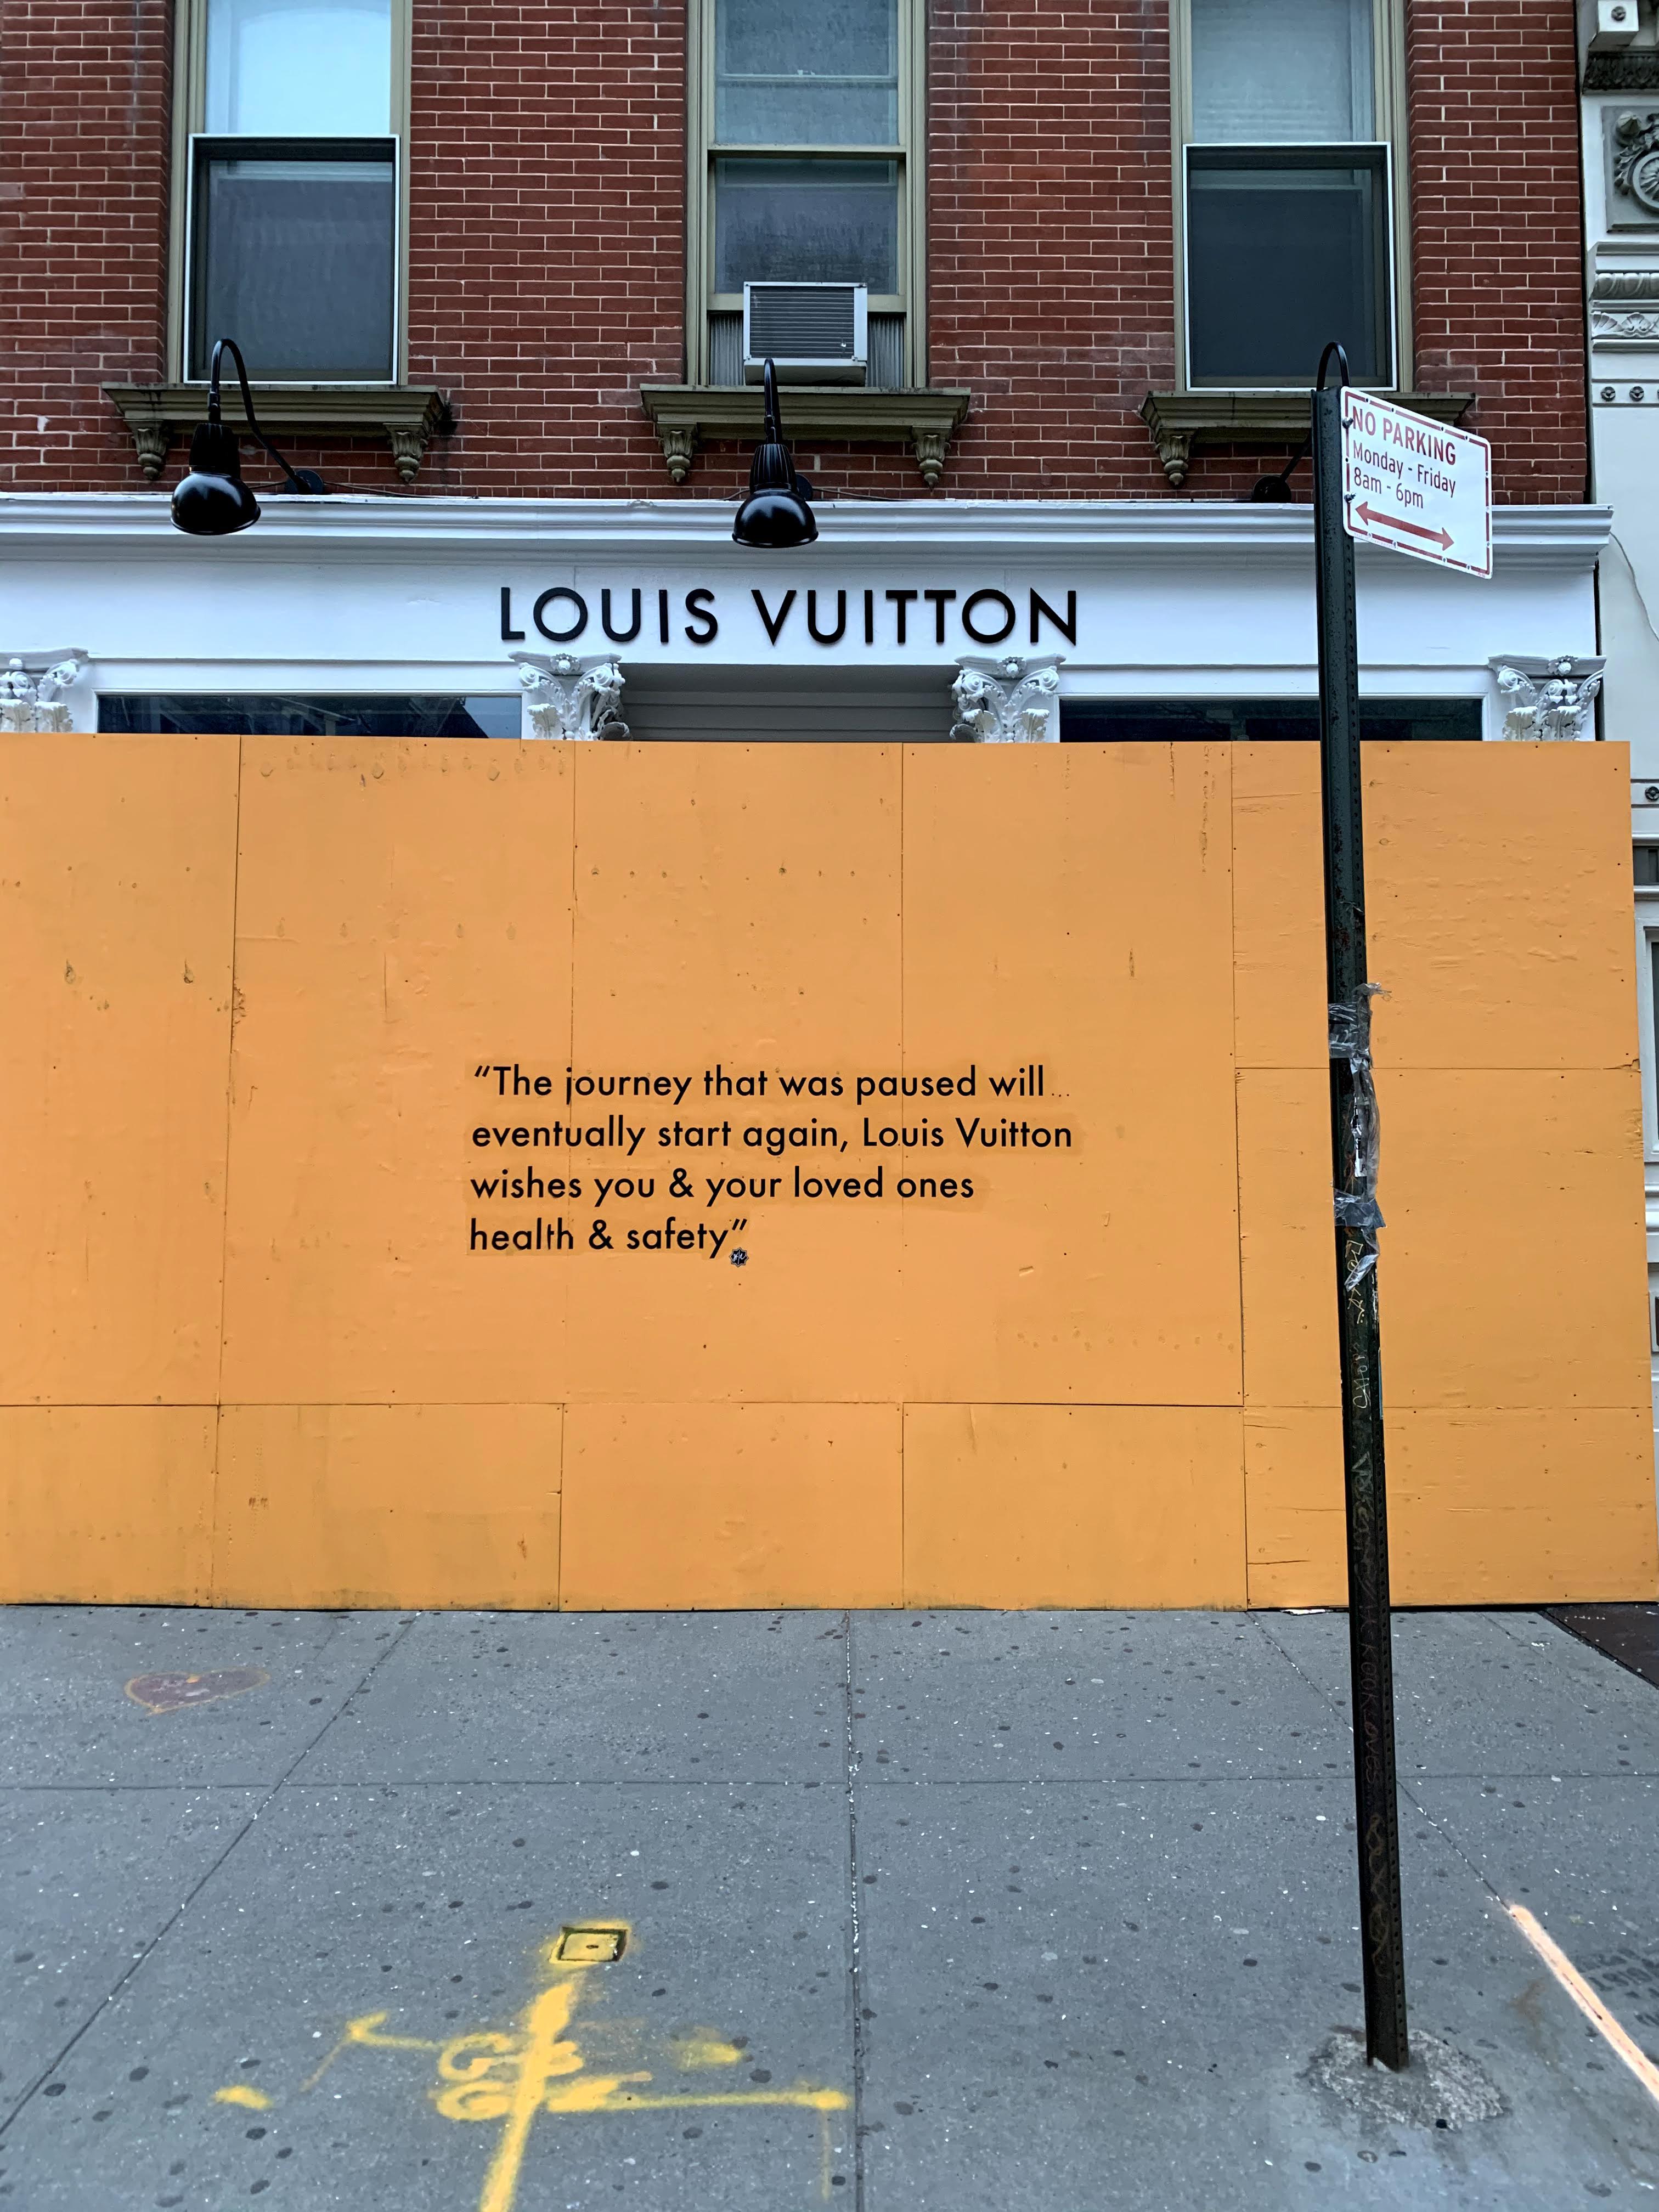 NO PARKING
Monday - Friday
8am - 6pm
LOUIS VUITTON
“The journey that was paused will...
eventually start again, Louis Vuitton
wishes you & your loved ones
health & safety”